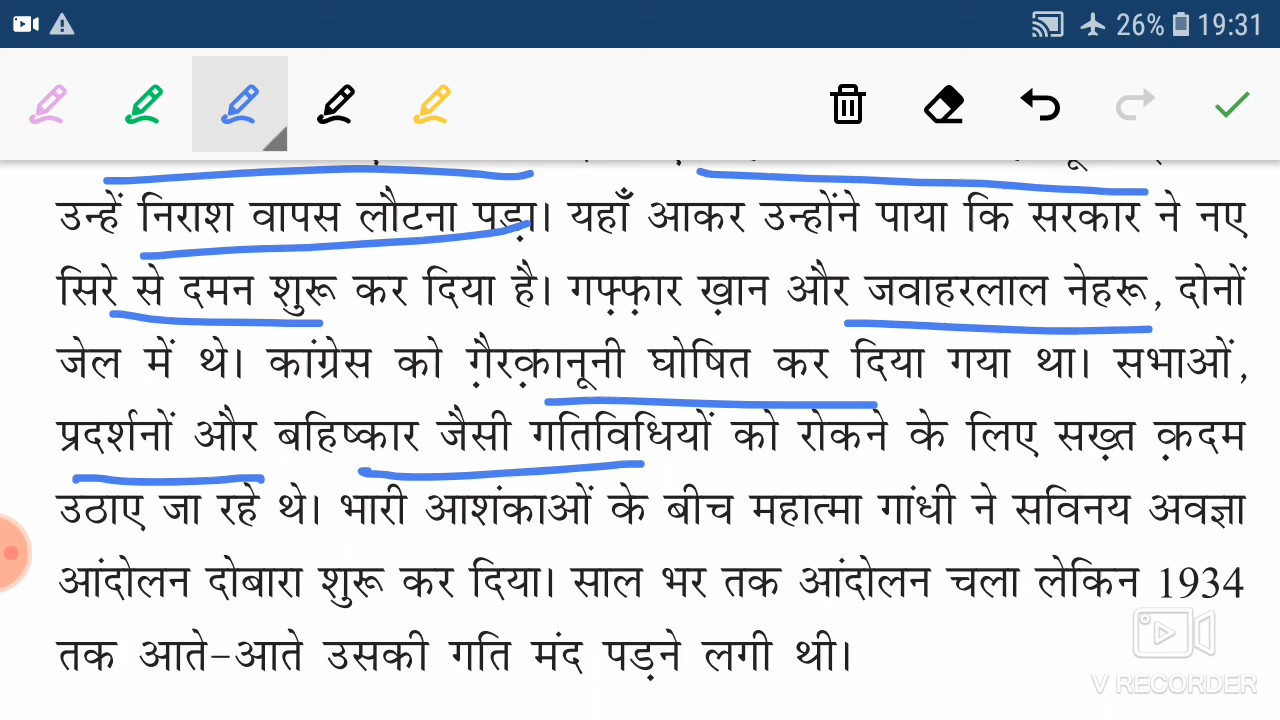 26% 19:31
उन्हें निराश वापस लौटना पड़ा। यहाँ आकर उन्होंने पाया कि सरकार ने नए
सिरे से दमन शुरू कर दिया है। गफ़्फ़ार ख़ान और जवाहरलाल नेहरू, दोनों
जेल में थे। कांग्रेस को ग़ैरक़ानूनी घोषित कर दिया गया था। सभाओं,
प्रदर्शनों और बहिष्कार जैसी गतिविधियों को रोकने के लिए सख़्त क़दम
उठाए जा रहे थे। भारी आशंकाओं के बीच महात्मा गांधी ने सविनय अवज्ञा
आंदोलन दोबारा शुरू कर दिया। साल भर तक आंदोलन चला लेकिन 1934
तक आते-आते उसकी गति मंद पड़ने लगी थी।
V RECORDER